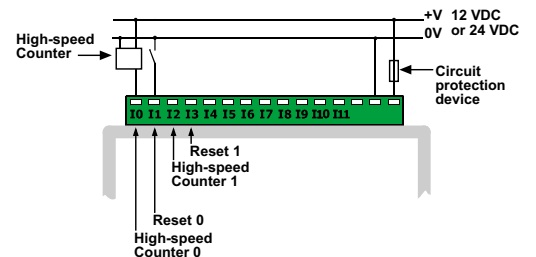 +V 12 VDC
0V or 24 VDC
High-speed
Counter
Circuit
protection
device
I0 I1 I2 I3 I4 I5 I6 I7 I8 I9 I10 I11
Reset 1
High-speed
Counter 1
Reset 0
High-speed
Counter 0